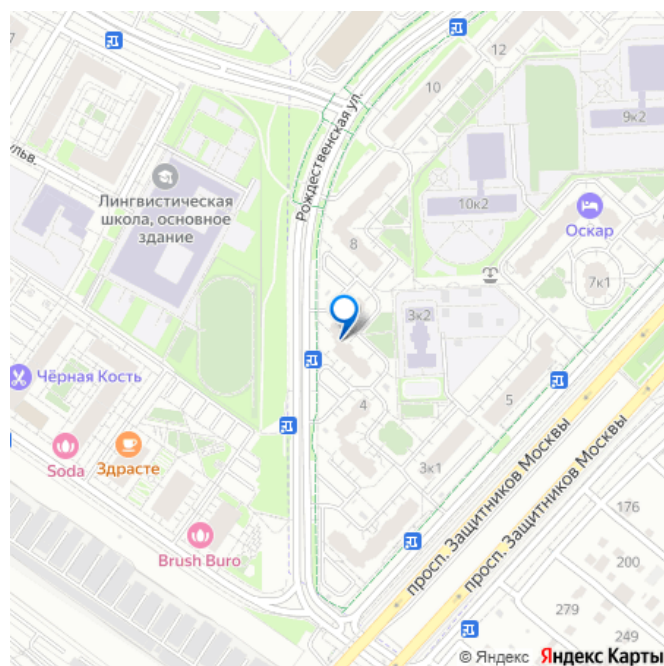 12
10
9к2
Рождественская ул.
ульв.
Лингвистическая
школа, основное
здание
10к2
Оскар
8
7к1
3к2
Чёрная Кость
4
5
Soda
Здрасте
3к1
просп. Защитников Москвы
просп. Защитников Москвы
176
Brush Buro
200
279
249
© Яндекс Яндекс Карты